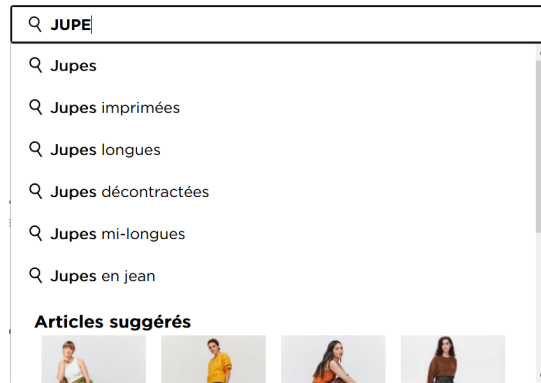 JUPE
Jupes
Jupes imprimées
Jupes longues
Jupes décontractées
Jupes mi-longues
Jupes en jean
Articles suggérés